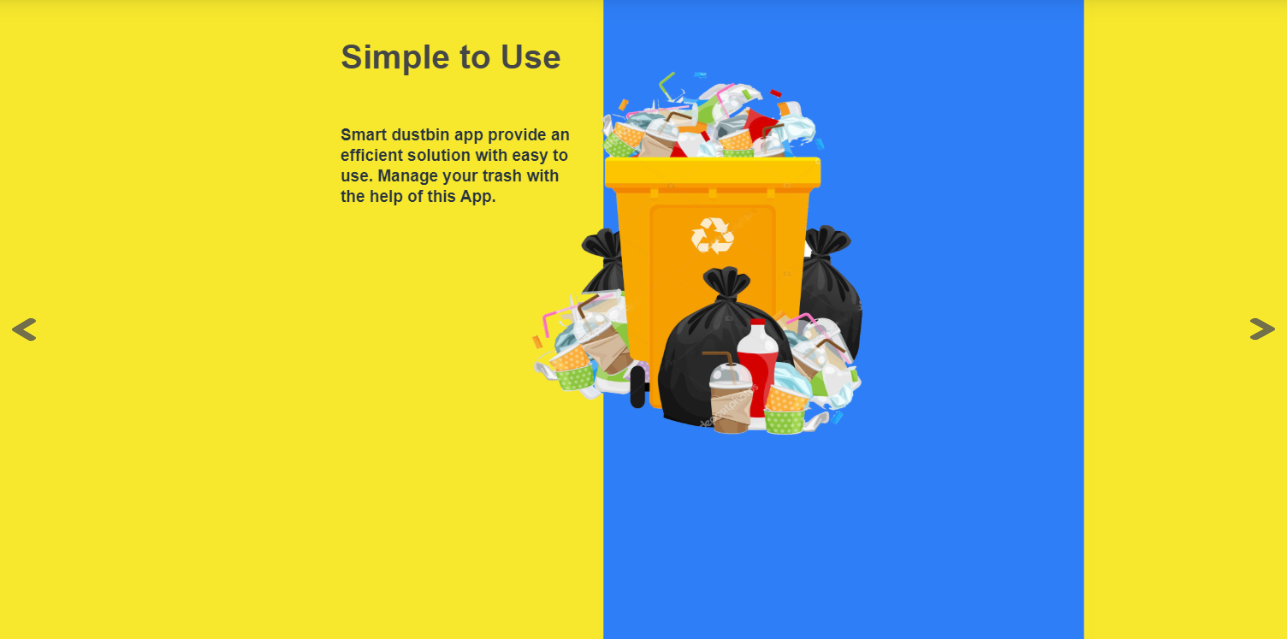 Simple to Use
Smart dustbin app provide an
efficient solution with easy to
use. Manage your trash with
the help of this App.